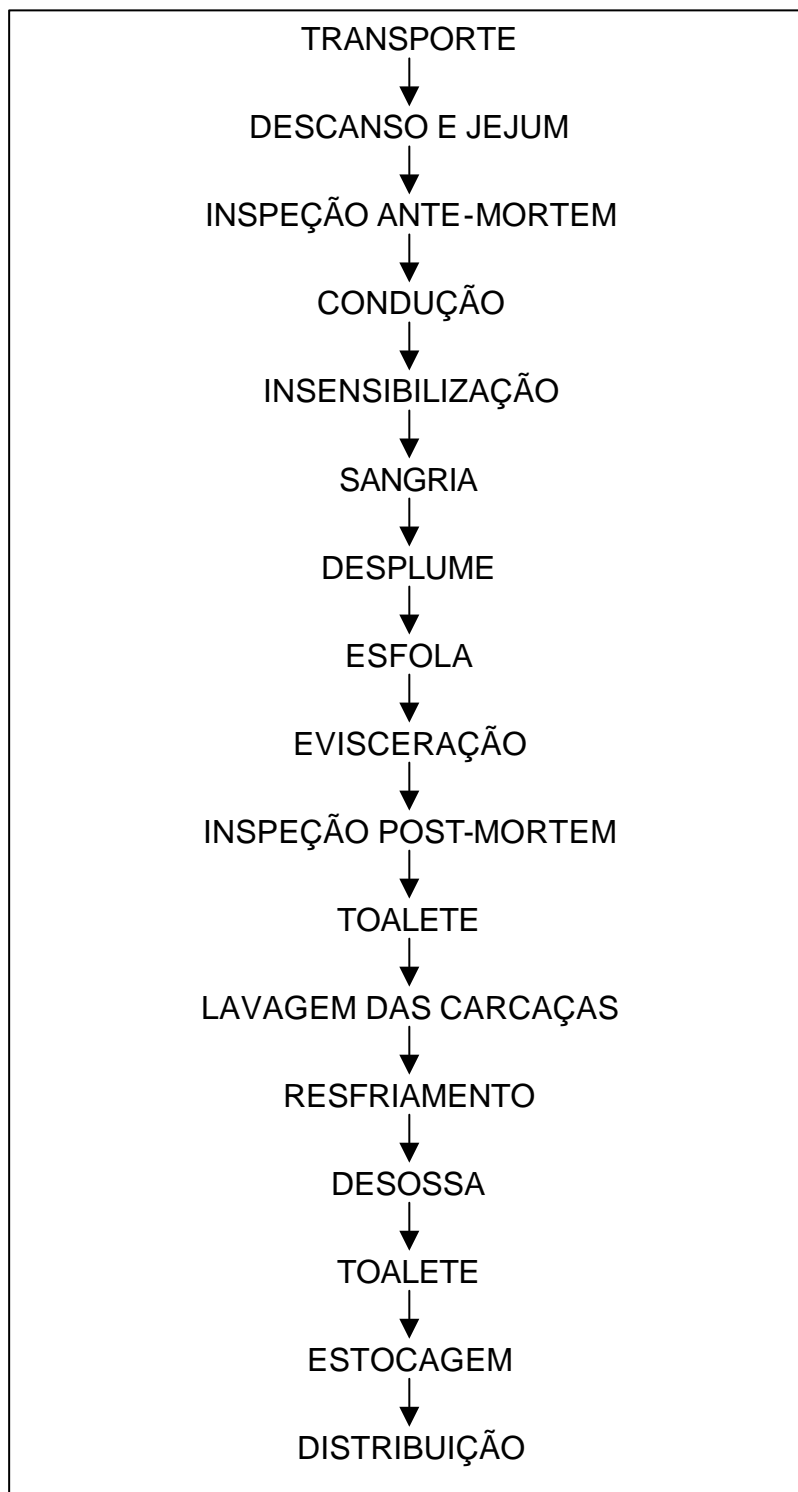 TRANSPORTE
DESCANSO E JEJUM
INSPEÇÃO ANTE-MORTEM
CONDUÇÃO
INSENSIBILIZAÇÃO
SANGRIA
DESPLUME
ESFOLA
EVISCERAÇÃO
INSPEÇÃO POST-MORTEM
TOALETE
LAVAGEM DAS CARCAÇAS
RESFRIAMENTO
DESOSSA
TOALETE
ESTOCAGEM
DISTRIBUIÇÃO